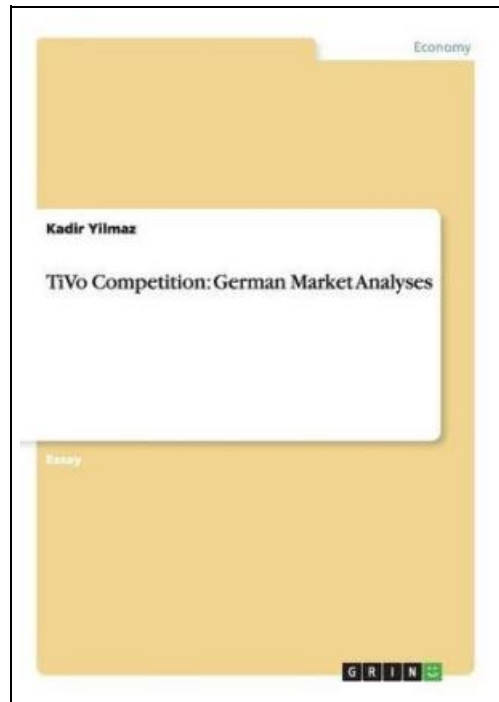 Economy
Kadir Yilmaz
TiVo Competition: German Market Analyses
Essay
GRIN